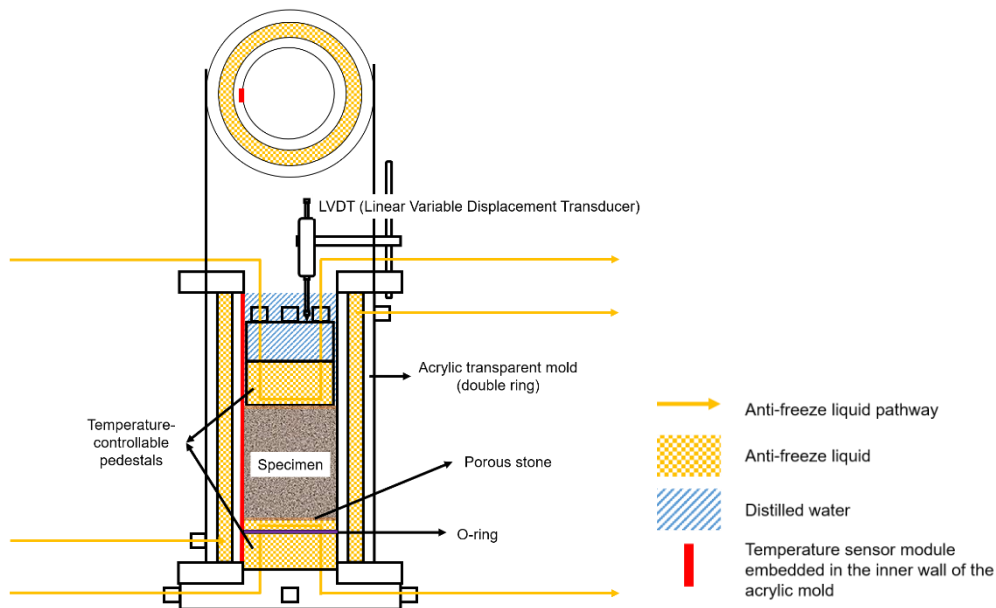 LVDT (Linear Variable Displacement Transducer)
Acrylic transparent mold
(double ring)
Temperature-
controllable
pedestals
Specimen
Porous stone
O-ring
Anti-freeze liquid pathway
Anti-freeze liquid
Distilled water
Temperature sensor module
embedded in the inner wall of the
acrylic mold